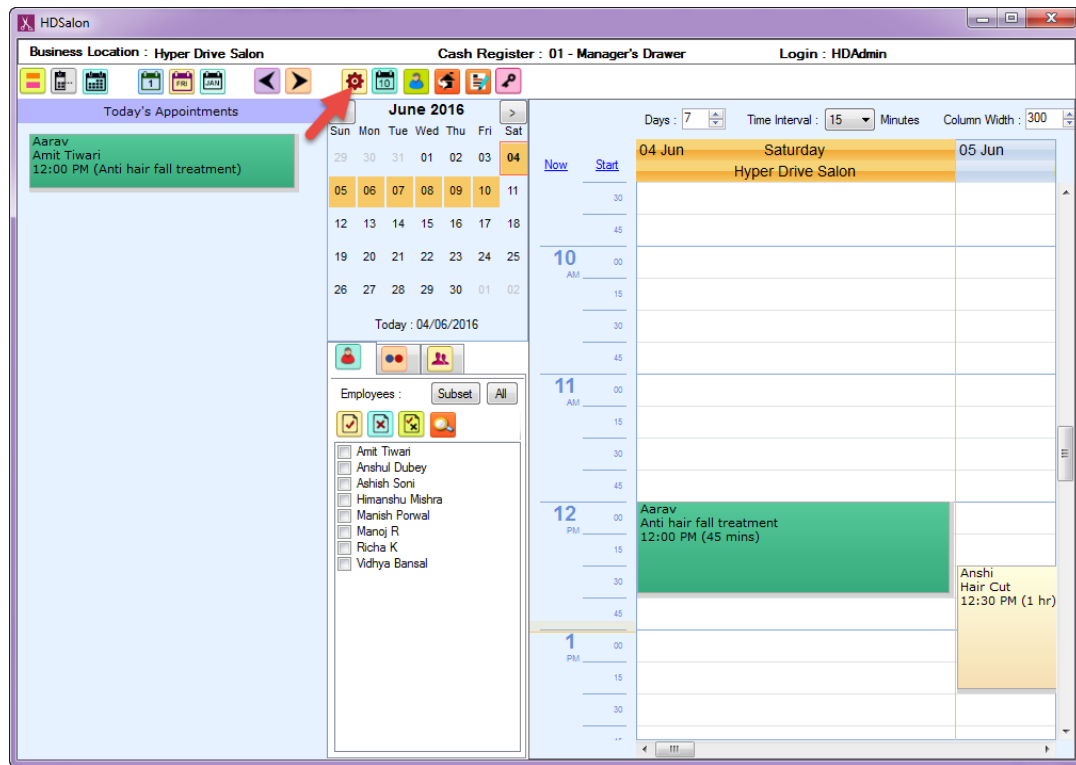 HDSalon
Business Location : Hyper Drive Salon Cash Register : 01 - Manager's Drawer Login : HDAdmin
1 FRI JAN 10
Today's Appointments
Aarav
Amit Tiwari
12:00 PM (Anti hair fall treatment)
June 2016 >
Sun Mon Tue Wed Thu Fri Sat
29 30 31 01 02 03 04
05 06 07 08 09 10 11
12 13 14 15 16 17 18
19 20 21 22 23 24 25
26 27 28 29 30 01 02
Today : 04/06/2016
Employees : Subset All
Amit Tiwari
Anshul Dubey
Ashish Soni
Himanshu Mishra
Manish Porwal
Manoj R
Richa K
Vidhya Bansal
Days : 7 Time Interval : 15 Minutes Column Width : 300
Now Start
04 Jun Saturday 05 Jun
Hyper Drive Salon
30
45
10 AM 00
15
30
45
11 AM 00
15
30
45
12 PM 00
15
30
45
1 PM 00
15
30
45
Aarav
Anti hair fall treatment
12:00 PM (45 mins)
Anshi
Hair Cut
12:30 PM (1 hr)